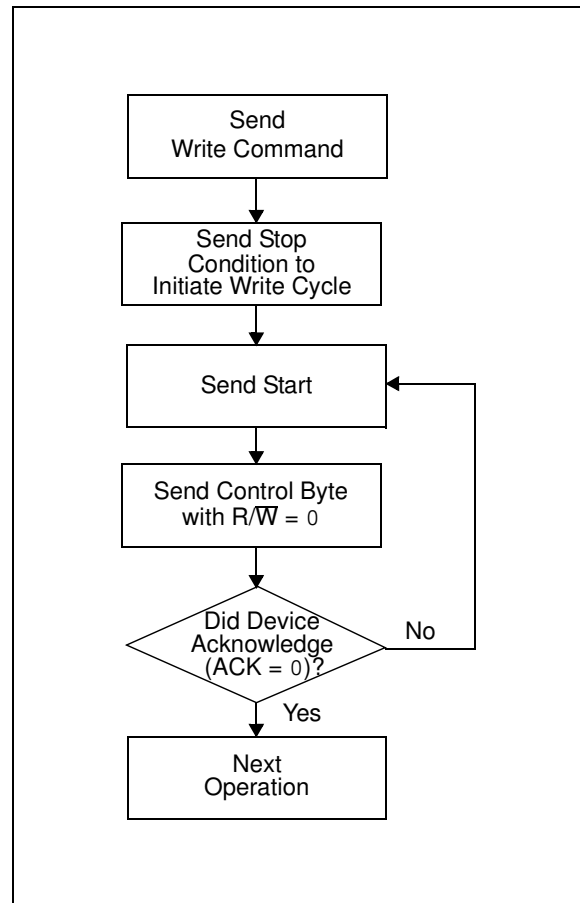 Send
Write Command
Send Stop
Condition to
Initiate Write Cycle
Send Start
Send Control Byte
with R/W̅ = 0
Did Device
Acknowledge
(ACK = 0)?
No
Yes
Next
Operation